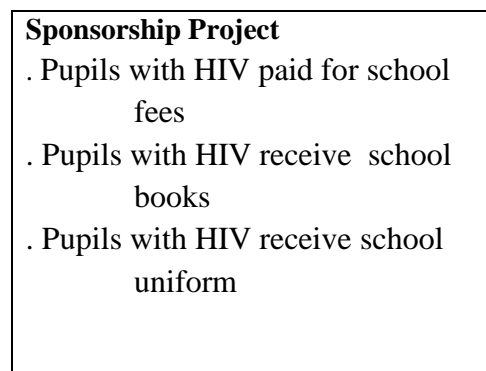 Sponsorship Project
. Pupils with HIV paid for school
fees
. Pupils with HIV receive  school
books
. Pupils with HIV receive school
uniform